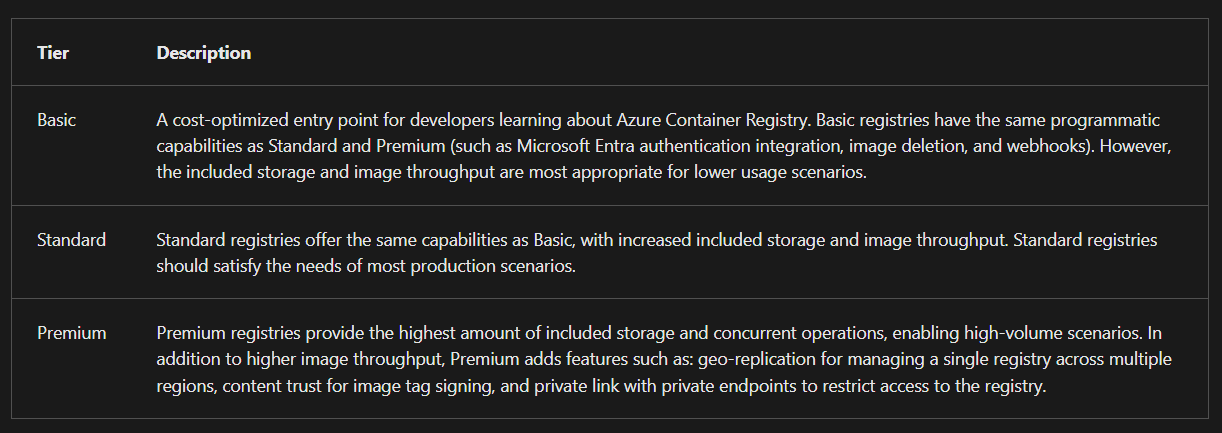 Tier Description
Basic A cost-optimized entry point for developers learning about Azure Container Registry. Basic registries have the same programmatic
capabilities as Standard and Premium (such as Microsoft Entra authentication integration, image deletion, and webhooks). However,
the included storage and image throughput are most appropriate for lower usage scenarios.
Standard Standard registries offer the same capabilities as Basic, with increased included storage and image throughput. Standard registries
should satisfy the needs of most production scenarios.
Premium Premium registries provide the highest amount of included storage and concurrent operations, enabling high-volume scenarios. In
addition to higher image throughput, Premium adds features such as: geo-replication for managing a single registry across multiple
regions, content trust for image tag signing, and private link with private endpoints to restrict access to the registry.